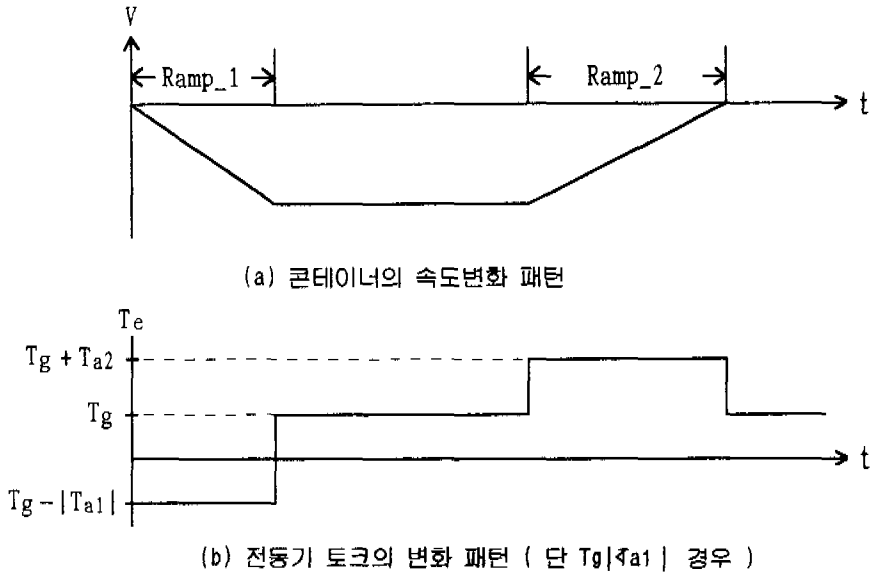 V
Ramp_1
Ramp_2
t
(a) 콘테이너의 속도변화 패턴
Te
Tg + Ta2
Tg
t
Tg - |Ta1|
(b) 전동기 토크의 변화 패턴 ( 단 Tg|<Ta1 | 경우 )